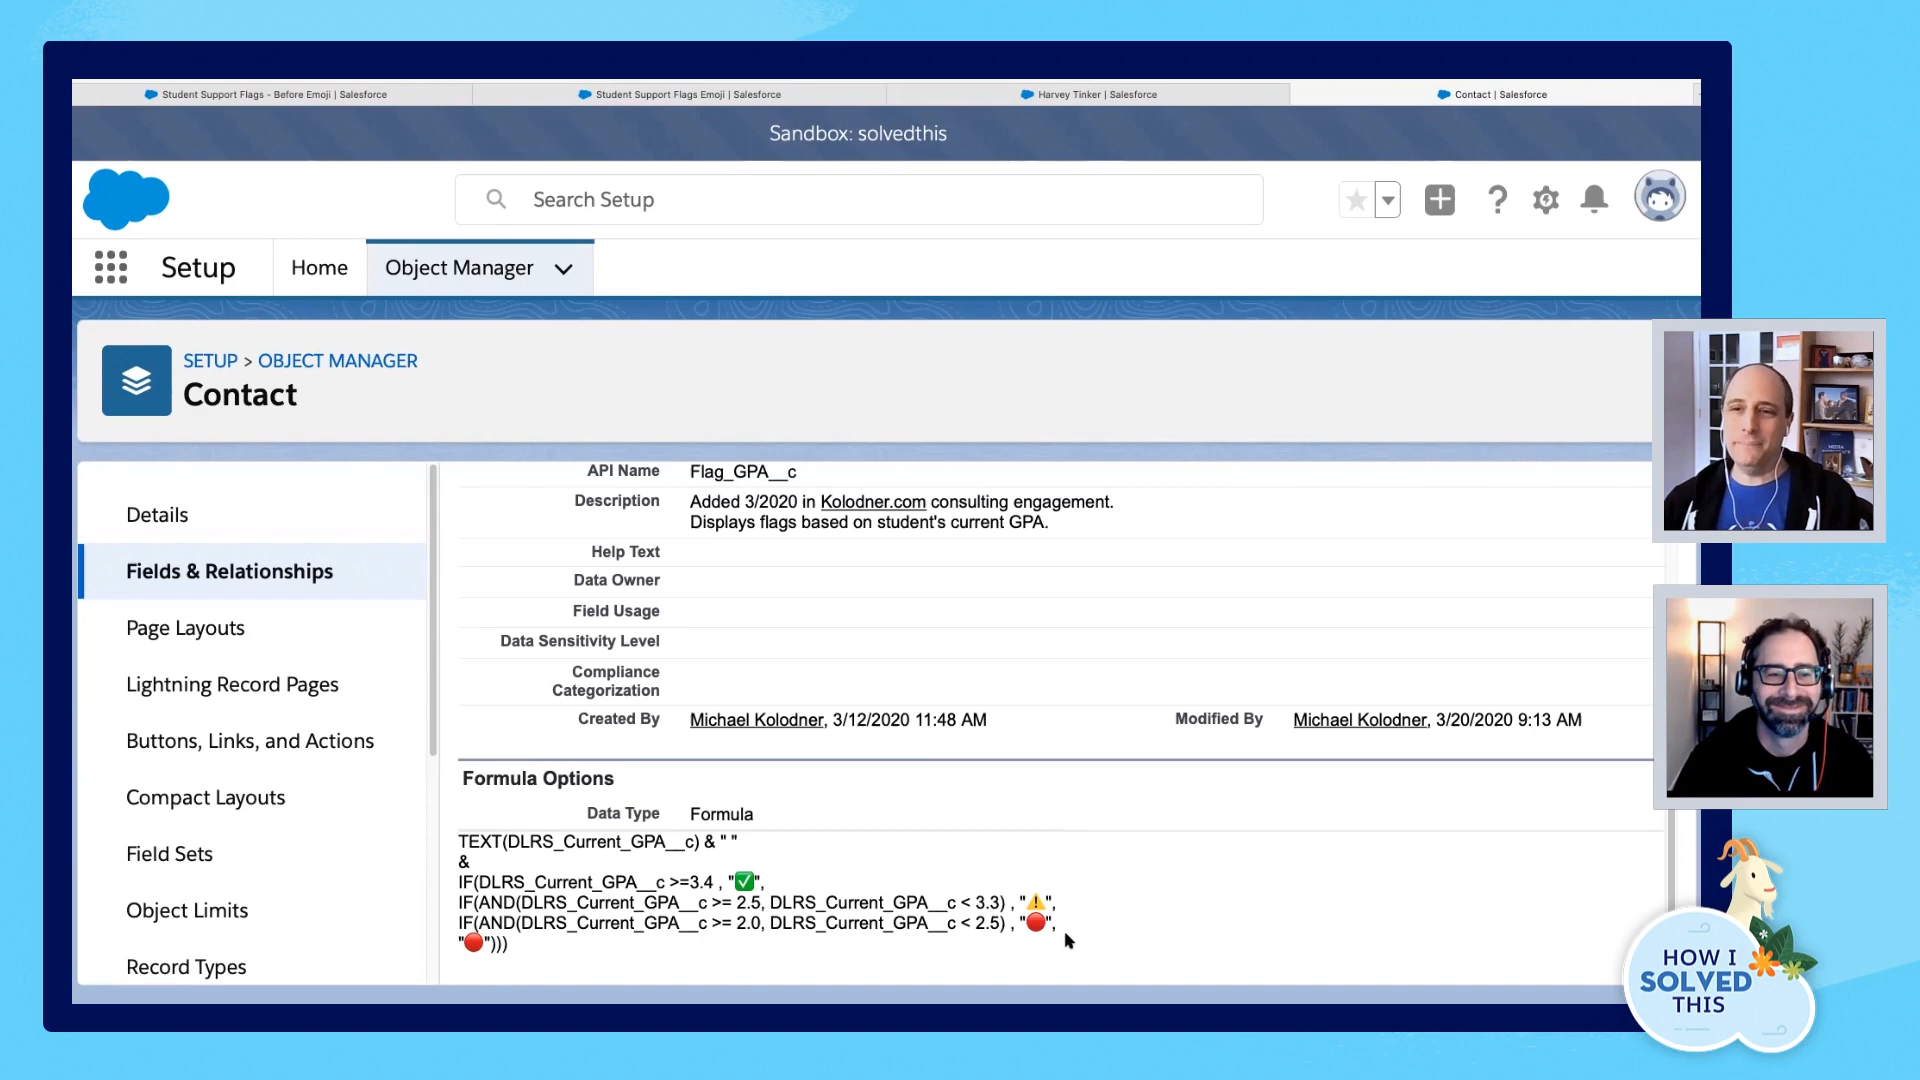 Student Support Flags - Before Emoji | Salesforce
Student Support Flags Emoji | Salesforce
Harvey Tinker | Salesforce
Contact | Salesforce
Sandbox: solvedthis
Search Setup
Setup
Home
Object Manager
SETUP > OBJECT MANAGER
Contact
Details
Fields & Relationships
Page Layouts
Lightning Record Pages
Buttons, Links, and Actions
Compact Layouts
Field Sets
Object Limits
Record Types
API Name Flag_GPA__c
Description Added 3/2020 in Kolodner.com consulting engagement.
Displays flags based on student's current GPA.
Help Text
Data Owner
Field Usage
Data Sensitivity Level
Compliance
Categorization
Created By Michael Kolodner, 3/12/2020 11:48 AM Modified By Michael Kolodner, 3/20/2020 9:13 AM
Formula Options
Data Type Formula
TEXT(DLRS_Current_GPA__c) & " "
&
IF(DLRS_Current_GPA__c >=3.4 , "✅",
IF(AND(DLRS_Current_GPA__c >= 2.5, DLRS_Current_GPA__c < 3.3) , "⚠️",
IF(AND(DLRS_Current_GPA__c >= 2.0, DLRS_Current_GPA__c < 2.5) , "🔴",
"🔴")))
HOW I
SOLVED
THIS